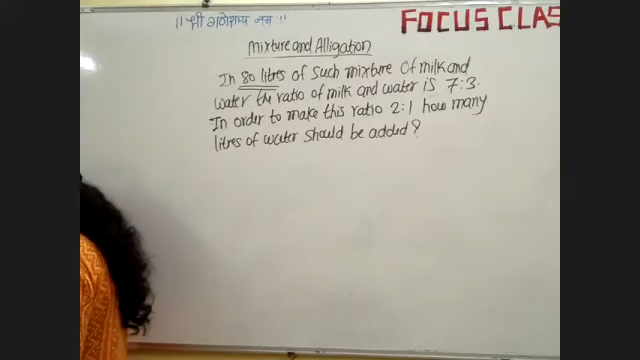 ।। श्री गणेशाय नमः ।।
FOCUS CLAS
Mixture and Alligation
In 80 litres of such mixture of milk and
water the ratio of milk and water is 7:3.
In order to make this ratio 2:1 how many
litres of water should be added?